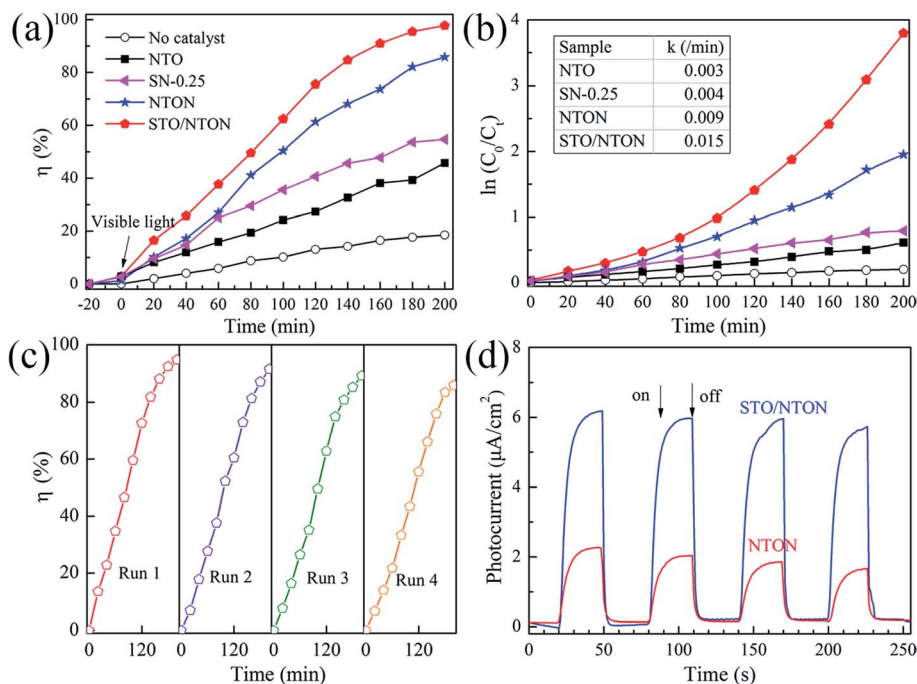 (a)
No catalyst
NTO
SN-0.25
NTON
STO/NTON
Visible light
η (%)
100
80
60
40
20
0
-20 0 20 40 60 80 100 120 140 160 180 200
Time (min)
(b)
Sample k (/min)
NTO 0.003
SN-0.25 0.004
NTON 0.009
STO/NTON 0.015
ln (C₀/Cₜ)
4
3
2
1
0
0 20 40 60 80 100 120 140 160 180 200
Time (min)
(c)
η (%)
100
80
60
40
20
0
Run 1 Run 2 Run 3 Run 4
0 120 0 120 0 120 0 120
Time (min)
(d)
Photocurrent (μA/cm²)
8
6
4
2
0
on off
STO/NTON
NTON
0 50 100 150 200 250
Time (s)